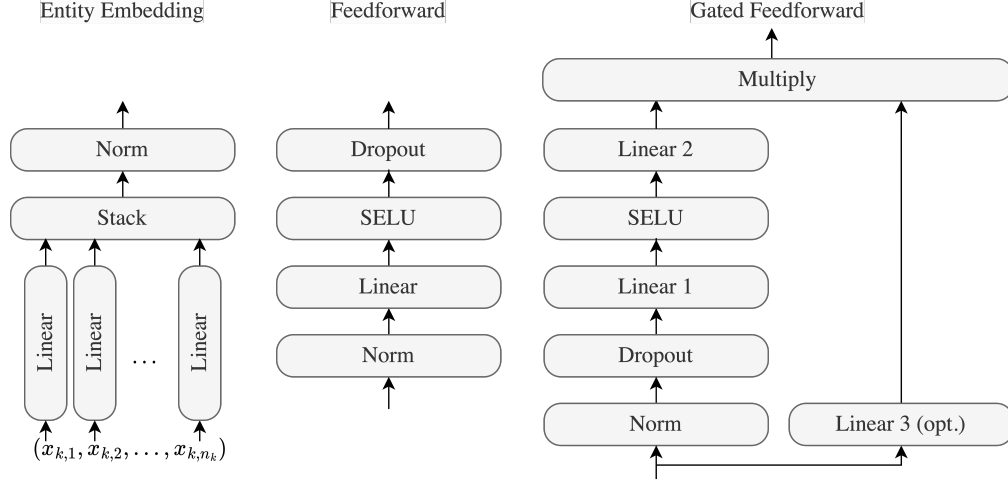 Entity Embedding
Norm
Stack
Linear
Linear
...
Linear
(x_{k,1}, x_{k,2}, ..., x_{k,n_k})
Feedforward
Dropout
SELU
Linear
Norm
Gated Feedforward
Multiply
Linear 2
SELU
Linear 1
Dropout
Norm
Linear 3 (opt.)